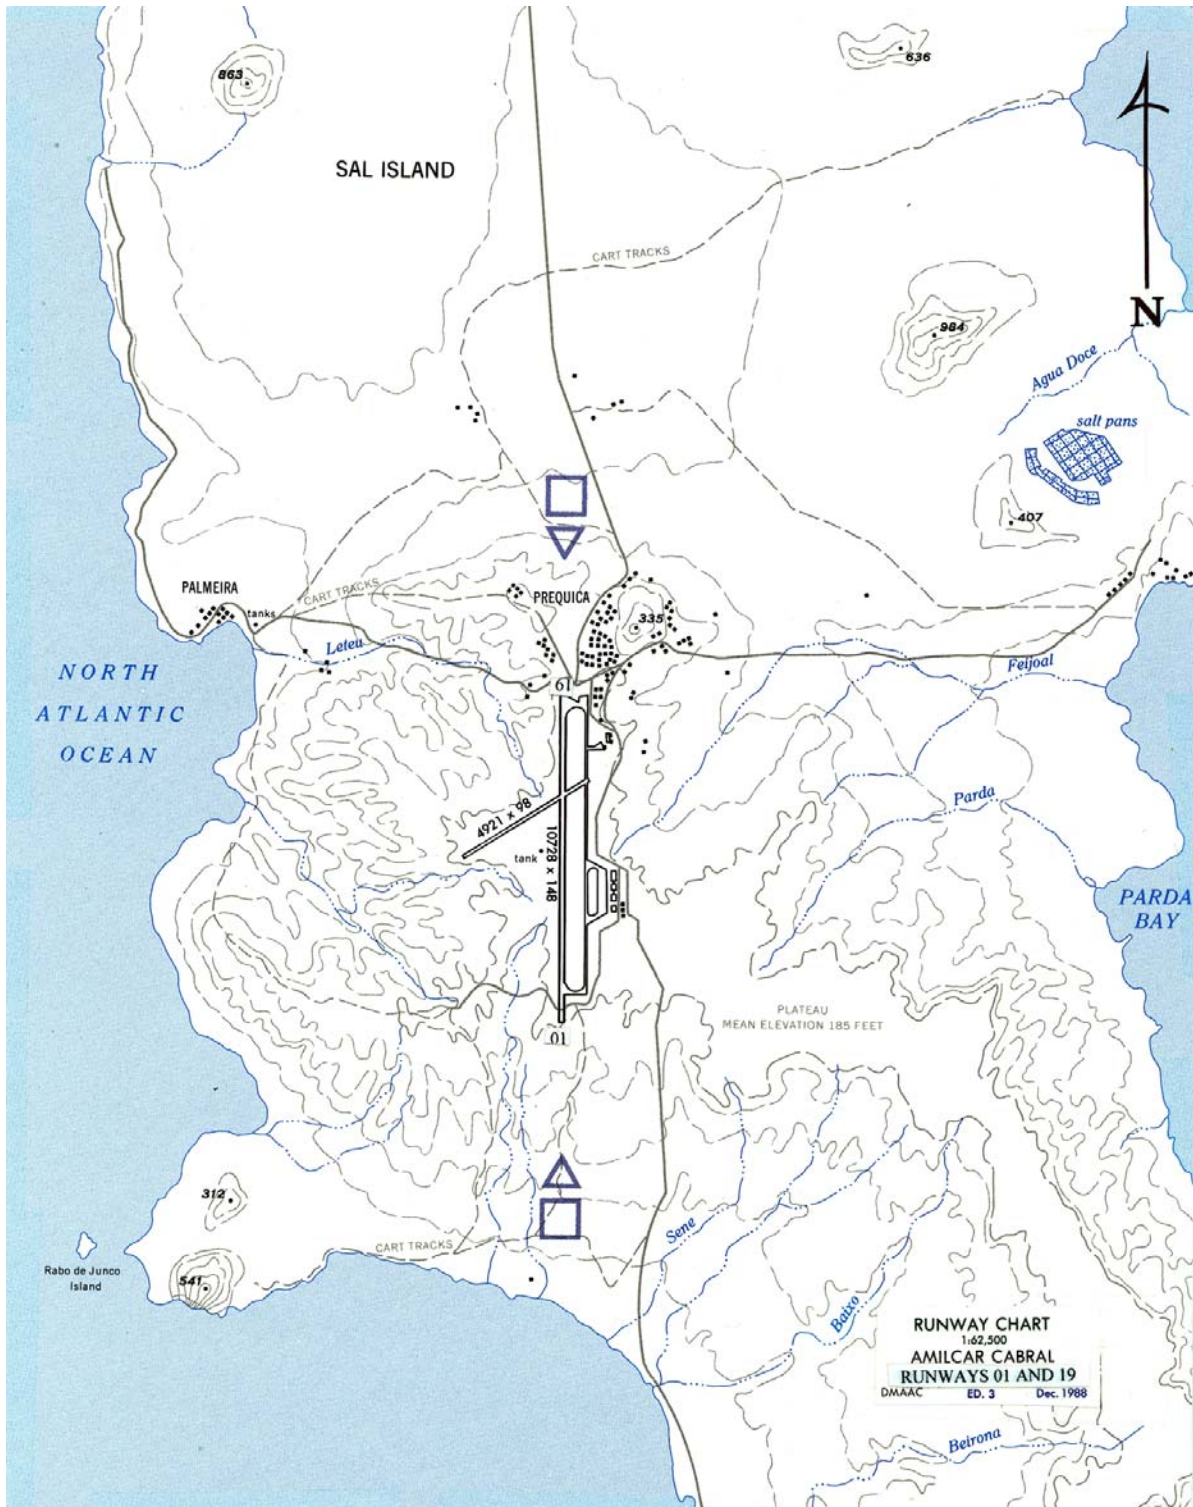 863
636
SAL ISLAND
CART TRACKS
984
N
Agua Doce
salt pans
407
PALMEIRA
tanks
CART TRACKS
PREQUICA
335
Leteu
Feijoal
NORTH
ATLANTIC
OCEAN
19
4921 x 98
tank
10728 x 148
Parda
PARDA
BAY
PLATEAU
MEAN ELEVATION 185 FEET
01
312
Sene
CART TRACKS
Rabo de Junco
Island
541
Baixo
RUNWAY CHART
1:62,500
AMILCAR CABRAL
RUNWAYS 01 AND 19
DMAAC ED. 3 Dec. 1988
Beirona